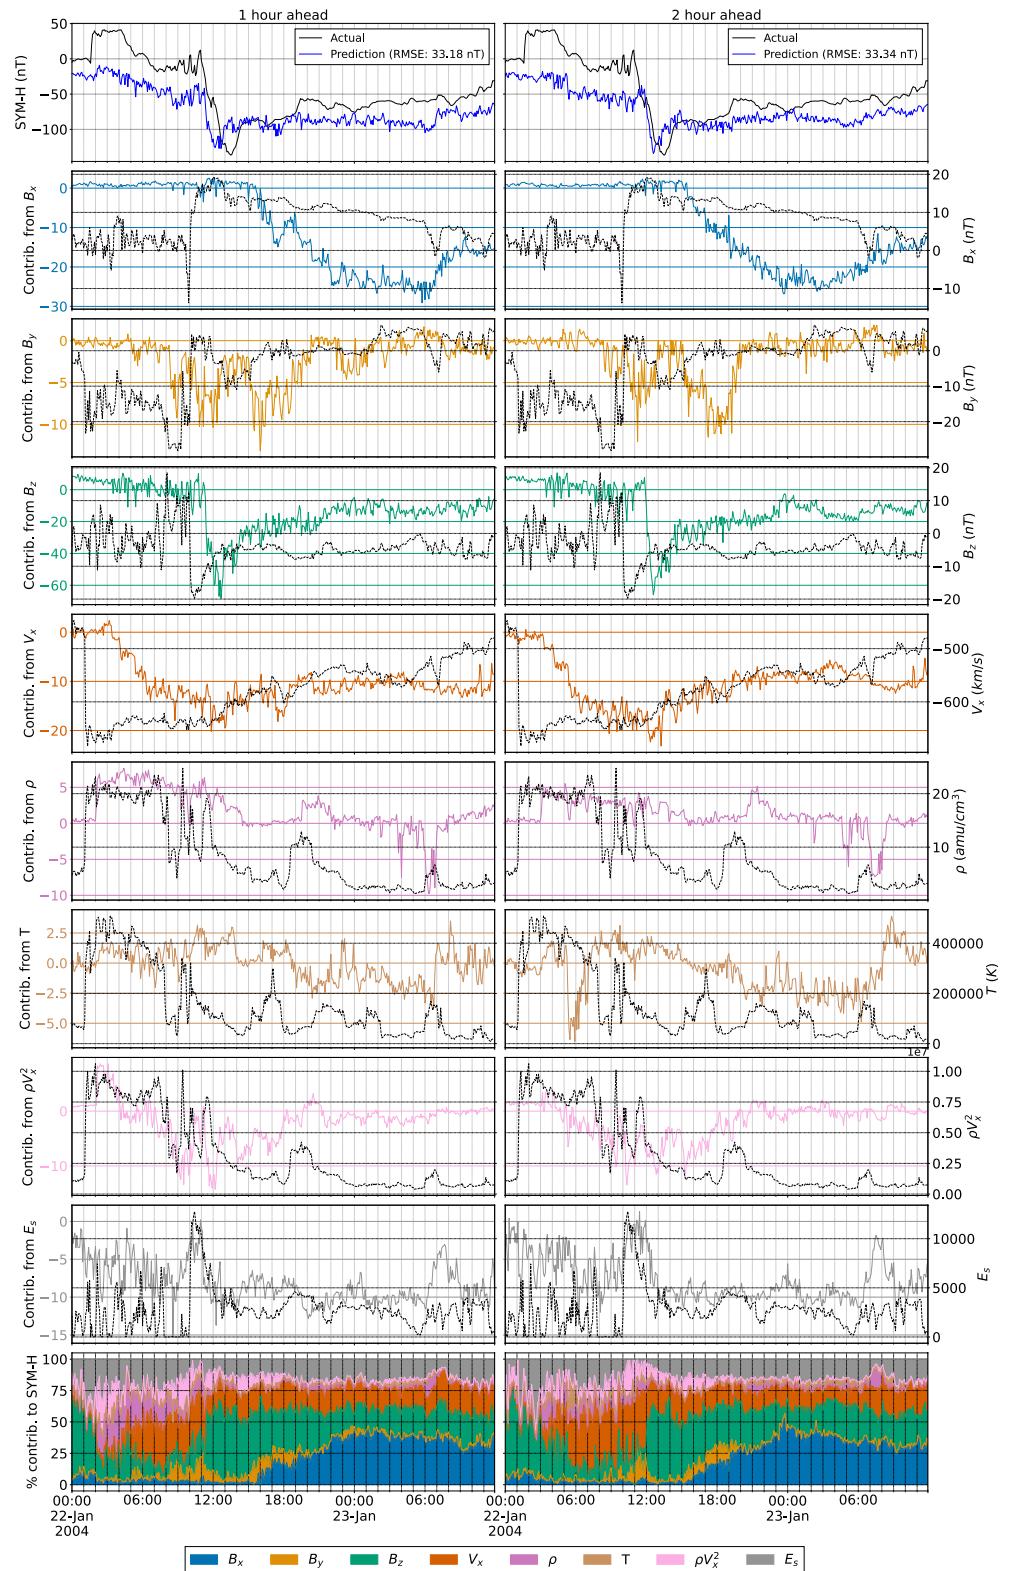 1 hour ahead
2 hour ahead
50
0
−50
−100
SYM-H (nT)
Actual
Prediction (RMSE: 33.18 nT)
Actual
Prediction (RMSE: 33.34 nT)
0
−10
−20
−30
Contrib. from Bx
20
10
0
−10
Bx (nT)
0
−5
−10
Contrib. from By
0
−10
−20
By (nT)
0
−20
−40
−60
Contrib. from Bz
20
10
0
−10
−20
Bz (nT)
0
−10
−20
Contrib. from Vx
−500
−600
Vx (km/s)
5
0
−5
−10
Contrib. from ρ
20
10
ρ (amu/cm³)
2.5
0.0
−2.5
−5.0
Contrib. from T
400000
200000
0
T (K)
1e7
0
−10
Contrib. from ρVx²
1.00
0.75
0.50
0.25
0.00
ρVx²
0
−5
−10
−15
Contrib. from Es
10000
5000
0
Es
100
75
50
25
0
% contrib. to SYM-H
00:00 06:00 12:00 18:00 00:00 06:00 00:00 06:00 12:00 18:00 00:00 06:00
22-Jan 23-Jan 22-Jan 23-Jan
2004 2004
Bx By Bz Vx ρ T ρVx² Es